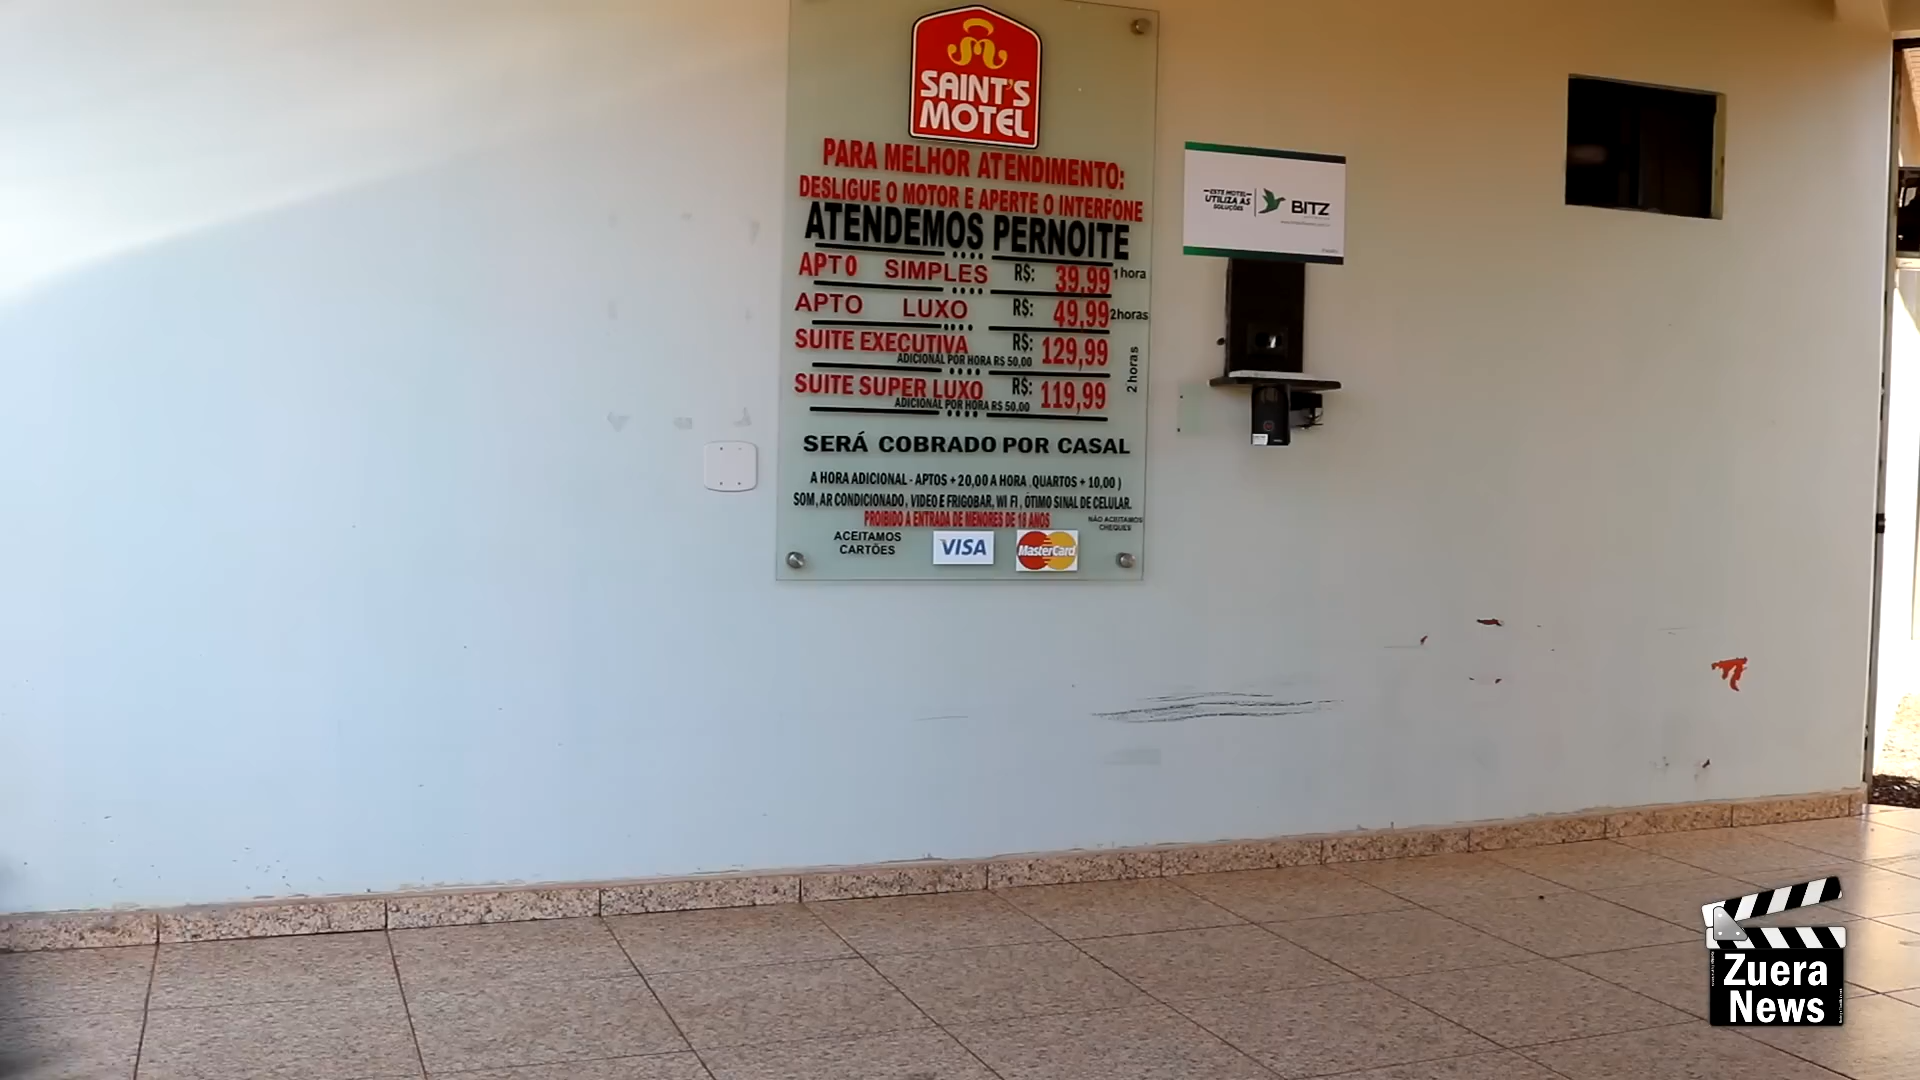 SAINT'S
MOTEL
PARA MELHOR ATENDIMENTO:
DESLIGUE O MOTOR E APERTE O INTERFONE
ATENDEMOS PERNOITE
APTO SIMPLES R$: 39,99 1 hora
APTO LUXO R$: 49,99 2 horas
SUITE EXECUTIVA R$: 129,99
ADICIONAL POR HORA R$ 50,00
2 horas
SUITE SUPER LUXO R$: 119,99
ADICIONAL POR HORA R$ 50,00
SERÁ COBRADO POR CASAL
A HORA ADICIONAL - APTOS + 20,00 A HORA , QUARTOS + 10,00 )
SOM, AR CONDICIONADO, VIDEO E FRIGOBAR, WI FI , ÓTIMO SINAL DE CELULAR.
PROIBIDO A ENTRADA DE MENORES DE 18 ANOS
NÃO ACEITAMOS
CHEQUES
ACEITAMOS
CARTÕES
VISA
MasterCard
ESTE MOTEL
UTILIZA AS
SOLUÇÕES
BITZ
Zuera
News